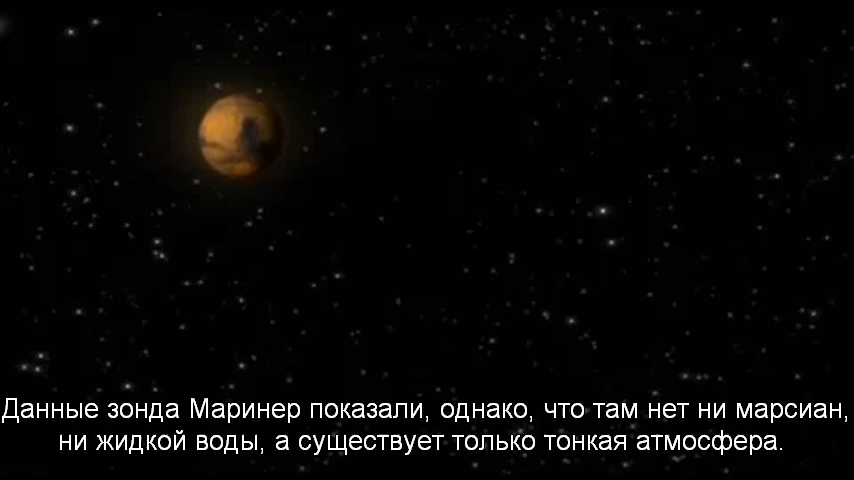 Данные зонда Маринер показали, однако, что там нет ни марсиан,
ни жидкой воды, а существует только тонкая атмосфера.